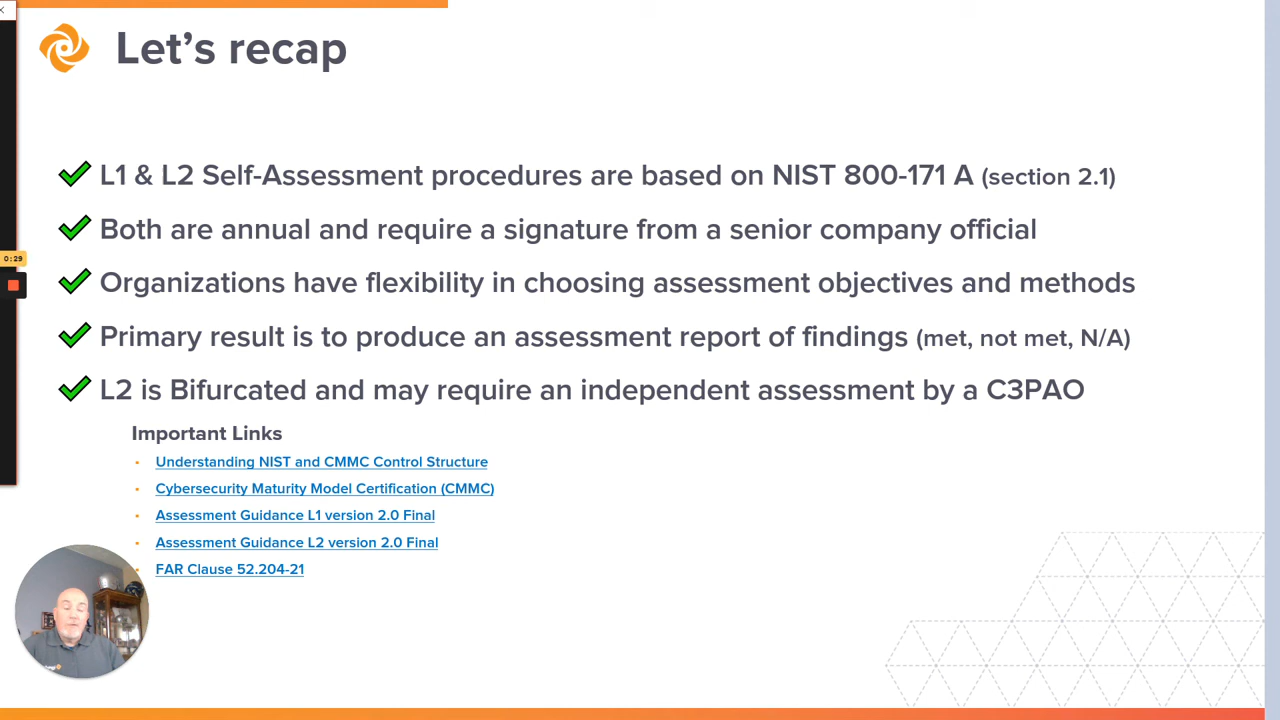 Let's recap
L1 & L2 Self-Assessment procedures are based on NIST 800-171 A (section 2.1)
Both are annual and require a signature from a senior company official
0:29
Organizations have flexibility in choosing assessment objectives and methods
Primary result is to produce an assessment report of findings (met, not met, N/A)
L2 is Bifurcated and may require an independent assessment by a C3PAO
Important Links
Understanding NIST and CMMC Control Structure
Cybersecurity Maturity Model Certification (CMMC)
Assessment Guidance L1 version 2.0 Final
Assessment Guidance L2 version 2.0 Final
FAR Clause 52.204-21